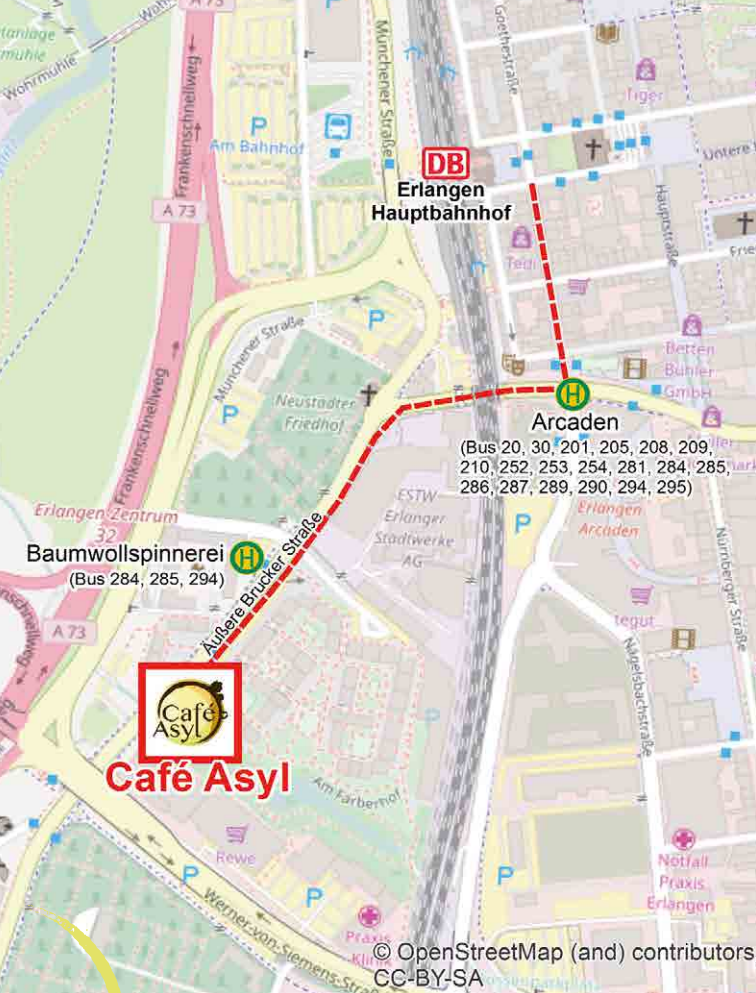 A 73
Wöhrmühle
Frankenschnellweg
P
Am Bahnhof
Münchener Straße
Goethestraße
Tiger
DB
Erlangen
Hauptbahnhof
A 73
Untere
Hauptstraße
Tedi
Frie
Münchener Straße
P
P
Neustädter
Friedhof
Betten
Bühler
GmbH
H
Arcaden
(Bus 20, 30, 201, 205, 208, 209,
210, 252, 253, 254, 281, 284, 285,
286, 287, 289, 290, 294, 295)
Frankenschnellweg
Erlangen-Zentrum
32
ESTW
Erlanger
Stadtwerke
AG
P
Erlangen
Arcaden
Baumwollspinnerei
H
(Bus 284, 285, 294)
Äußere Brucker Straße
Nürnberger Straße
tegut
A 73
Nägelsbachstraße
Café
Asyl
Café Asyl
P
Am Färberhof
Rewe
P
P
P
Werner-von-Siemens-Straße
Notfall
Praxis
Erlangen
Praxis
Klinik
© OpenStreetMap (and) contributors
CC-BY-SA